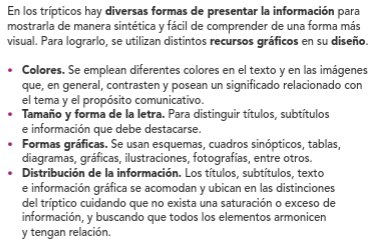 En los trípticos hay diversas formas de presentar la información para
mostrarla de manera sintética y fácil de comprender de una forma más
visual. Para lograrlo, se utilizan distintos recursos gráficos en su diseño.
• Colores. Se emplean diferentes colores en el texto y en las imágenes
que, en general, contrasten y posean un significado relacionado con
el tema y el propósito comunicativo.
• Tamaño y forma de la letra. Para distinguir títulos, subtítulos
e información que debe destacarse.
• Formas gráficas. Se usan esquemas, cuadros sinópticos, tablas,
diagramas, gráficas, ilustraciones, fotografías, entre otros.
• Distribución de la información. Los títulos, subtítulos, texto
e información gráfica se acomodan y ubican en las distinciones
del tríptico cuidando que no exista una saturación o exceso de
información, y buscando que todos los elementos armonicen
y tengan relación.